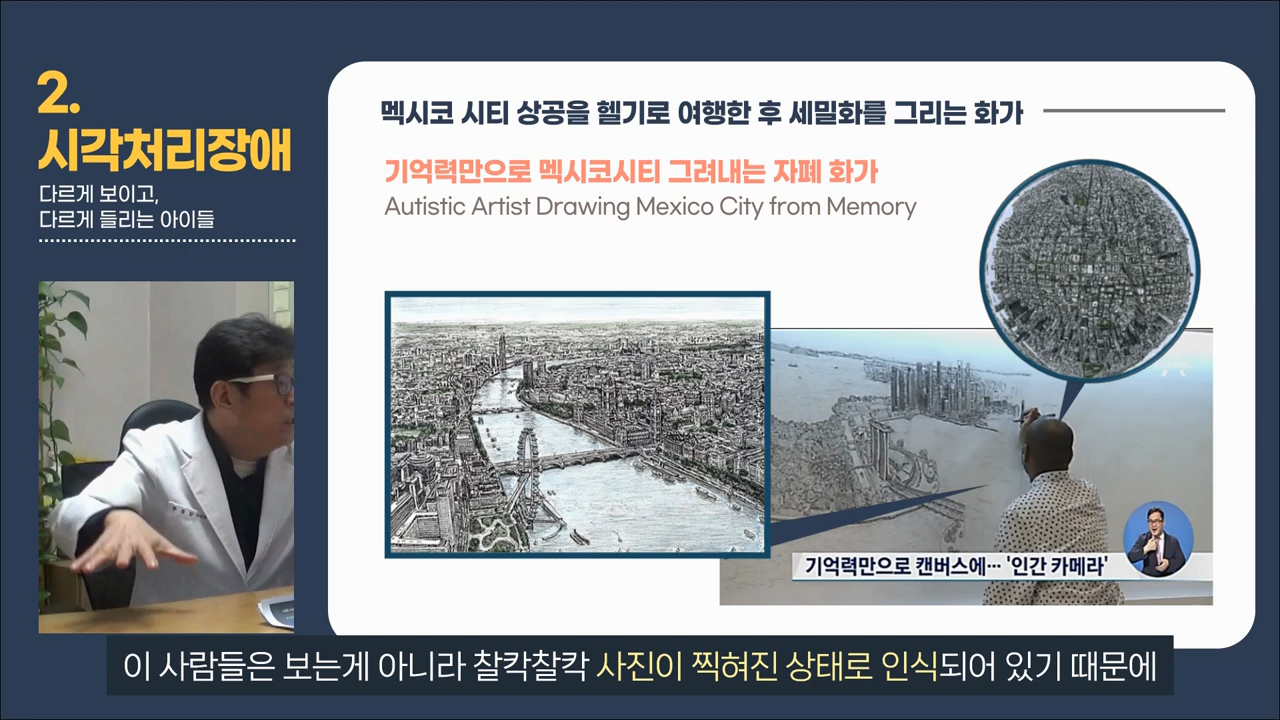 2.
시각처리장애
다르게 보이고,
다르게 들리는 아이들
멕시코 시티 상공을 헬기로 여행한 후 세밀화를 그리는 화가
기억력만으로 멕시코시티 그려내는 자폐 화가
Autistic Artist Drawing Mexico City from Memory
기억력만으로 캔버스에… '인간 카메라'
이 사람들은 보는게 아니라 찰칵찰칵 사진이 찍혀진 상태로 인식되어 있기 때문에